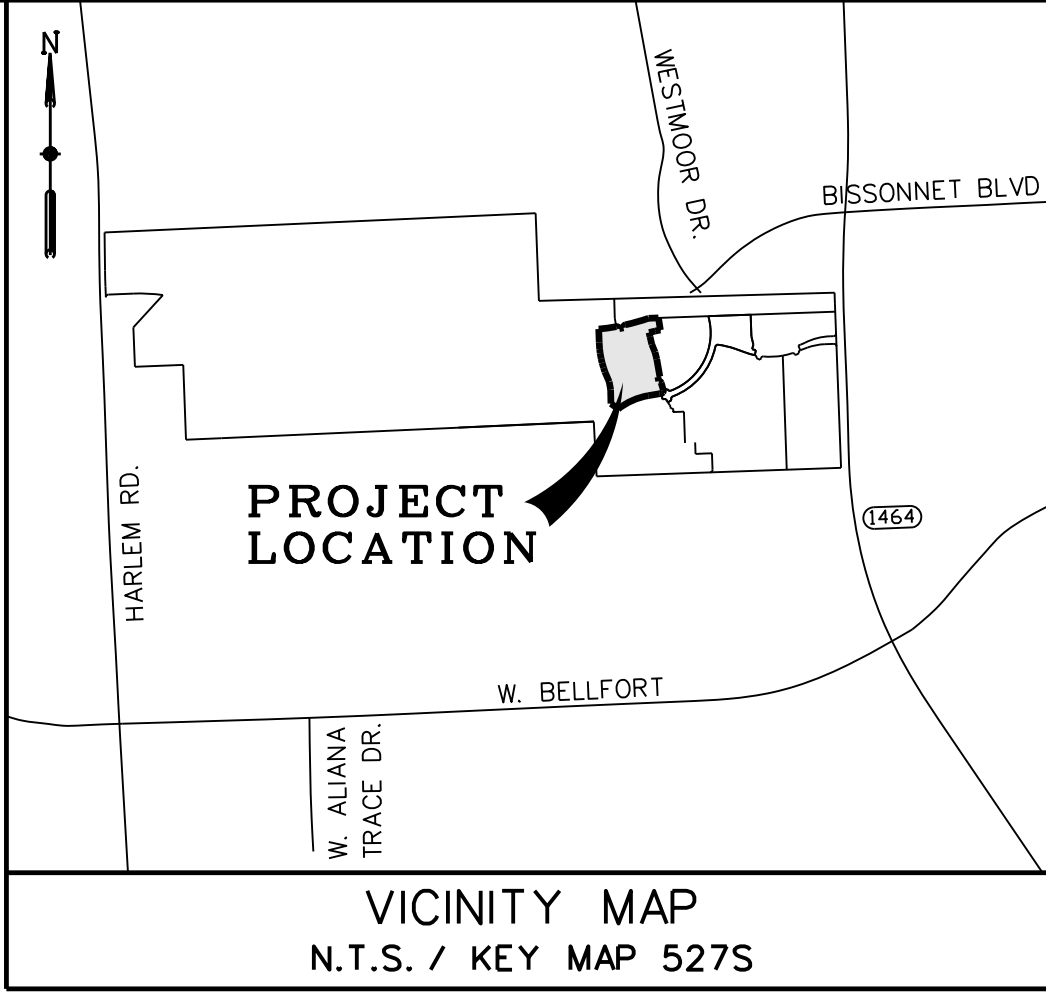 N
WESTMOOR DR.
BISSONNET BLVD
PROJECT
LOCATION
HARLEM RD.
1464
W. BELLFORT
W. ALIANA
TRACE DR.
VICINITY MAP
N.T.S. / KEY MAP 527S